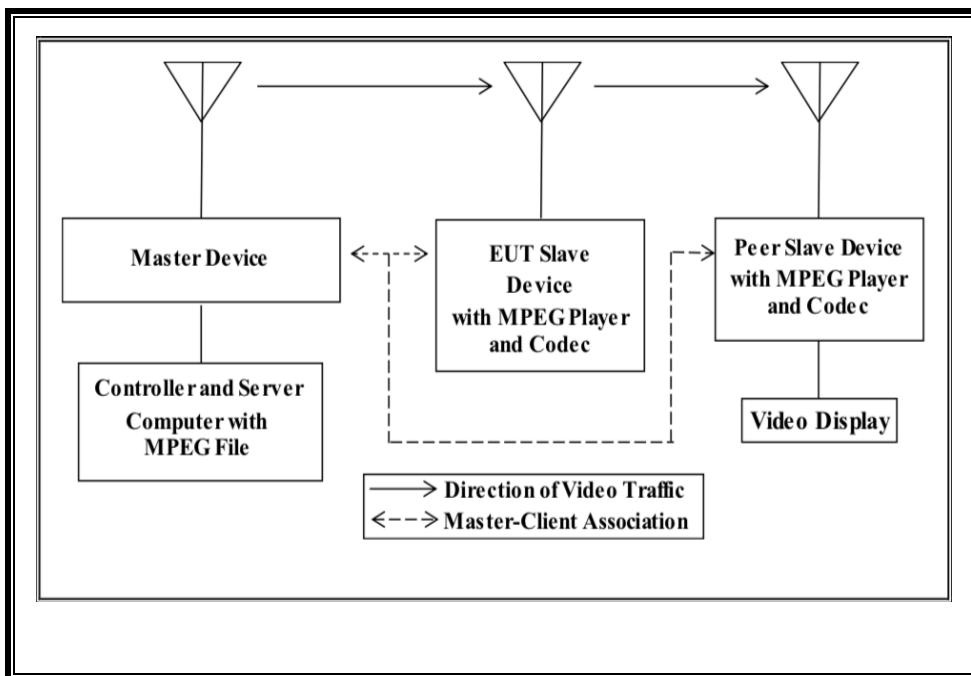 Master Device
EUT Slave
Device
with MPEG Player
and Codec
Peer Slave Device
with MPEG Player
and Codec
Controller and Server
Computer with
MPEG File
Video Display
Direction of Video Traffic
Master-Client Association